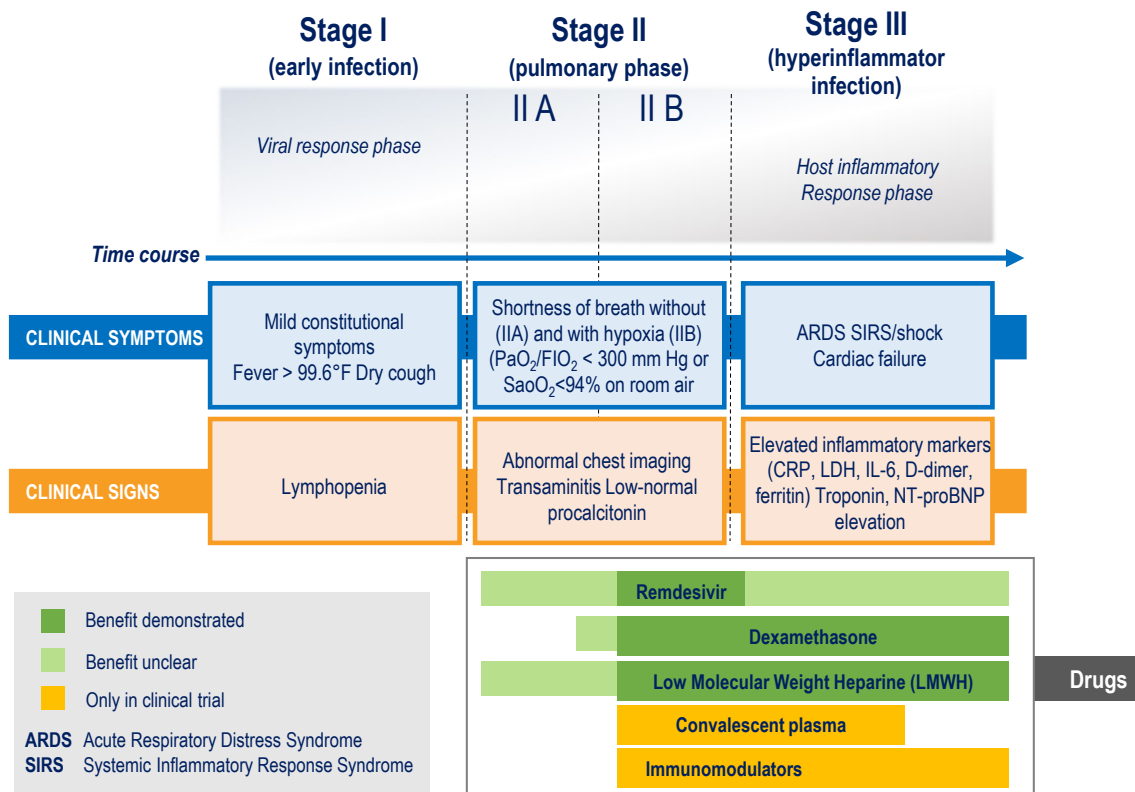 Stage I
(early infection)
Stage II
(pulmonary phase)
Stage III
(hyperinflammator
infection)
II A
II B
Viral response phase
Host inflammatory
Response phase
Time course
CLINICAL SYMPTOMS
Mild constitutional
symptoms
Fever > 99.6°F Dry cough
Shortness of breath without
(IIA) and with hypoxia (IIB)
(PaO₂/FIO₂ < 300 mm Hg or
SaoO₂<94% on room air
ARDS SIRS/shock
Cardiac failure
CLINICAL SIGNS
Lymphopenia
Abnormal chest imaging
Transaminitis Low-normal
procalcitonin
Elevated inflammatory markers
(CRP, LDH, IL-6, D-dimer,
ferritin) Troponin, NT-proBNP
elevation
Benefit demonstrated
Benefit unclear
Only in clinical trial
ARDS Acute Respiratory Distress Syndrome
SIRS Systemic Inflammatory Response Syndrome
Remdesivir
Dexamethasone
Low Molecular Weight Heparine (LMWH)
Convalescent plasma
Immunomodulators
Drugs